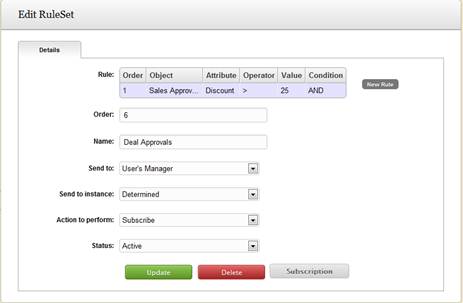 Edit RuleSet
Details
Rule: Order Object Attribute Operator Value Condition
1 Sales Approv... Discount > 25 AND
New Rule
Order: 6
Name: Deal Approvals
Send to: User's Manager
Send to instance: Determined
Action to perform: Subscribe
Status: Active
Update Delete Subscription